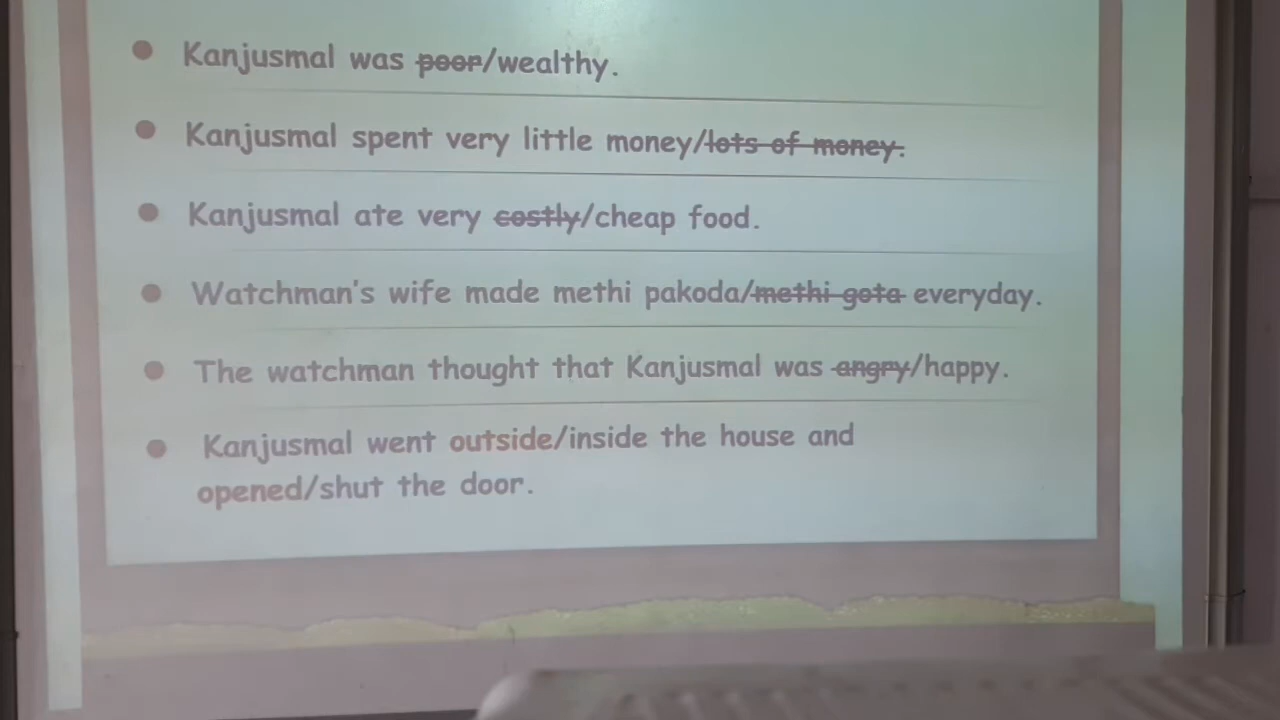 • Kanjusmal was poor/wealthy.
• Kanjusmal spent very little money/lots of money.
• Kanjusmal ate very costly/cheap food.
• Watchman's wife made methi pakoda/methi gota everyday.
• The watchman thought that Kanjusmal was angry/happy.
• Kanjusmal went outside/inside the house and
opened/shut the door.